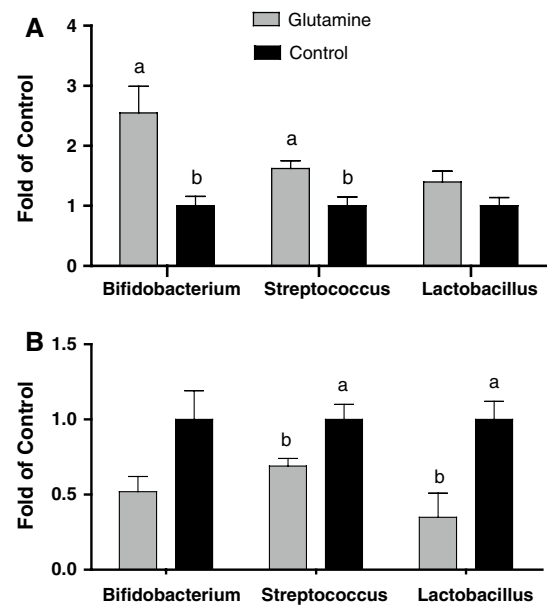 A
Glutamine
Control
Fold of Control
4
3
2
1
0
a
b
a
b
Bifidobacterium Streptococcus Lactobacillus
B
Fold of Control
1.5
1.0
0.5
0.0
b
a
b
a
Bifidobacterium Streptococcus Lactobacillus